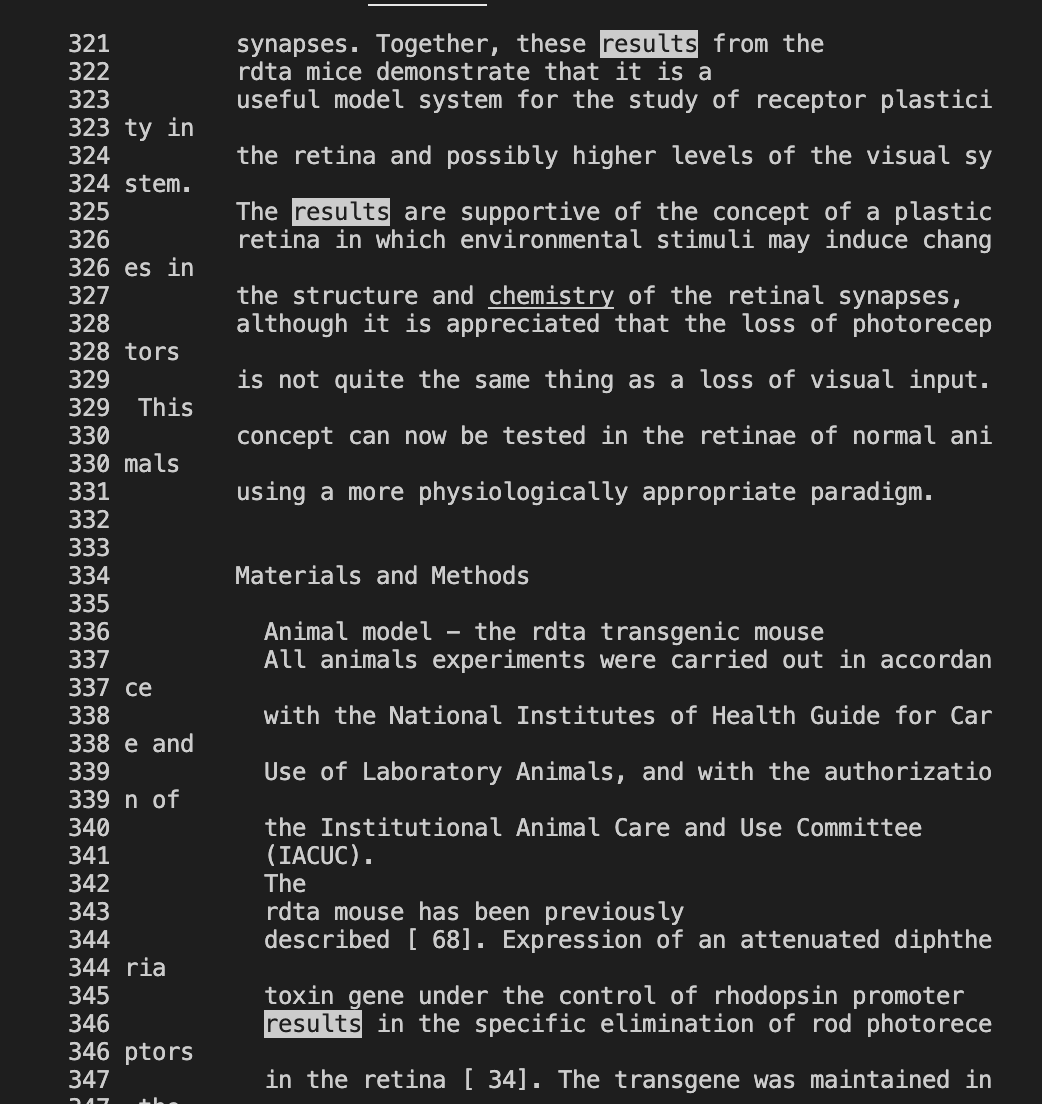 321 synapses. Together, these results from the
322 rdta mice demonstrate that it is a
323 useful model system for the study of receptor plastici
323 ty in
324 the retina and possibly higher levels of the visual sy
324 stem.
325 The results are supportive of the concept of a plastic
326 retina in which environmental stimuli may induce chang
326 es in
327 the structure and chemistry of the retinal synapses,
328 although it is appreciated that the loss of photorecep
328 tors
329 is not quite the same thing as a loss of visual input.
329 This
330 concept can now be tested in the retinae of normal ani
330 mals
331 using a more physiologically appropriate paradigm.
332
333
334 Materials and Methods
335
336 Animal model – the rdta transgenic mouse
337 All animals experiments were carried out in accordan
337 ce
338 with the National Institutes of Health Guide for Car
338 e and
339 Use of Laboratory Animals, and with the authorizatio
339 n of
340 the Institutional Animal Care and Use Committee
341 (IACUC).
342 The
343 rdta mouse has been previously
344 described [ 68]. Expression of an attenuated diphthe
344 ria
345 toxin gene under the control of rhodopsin promoter
346 results in the specific elimination of rod photorece
346 ptors
347 in the retina [ 34]. The transgene was maintained in
347 the